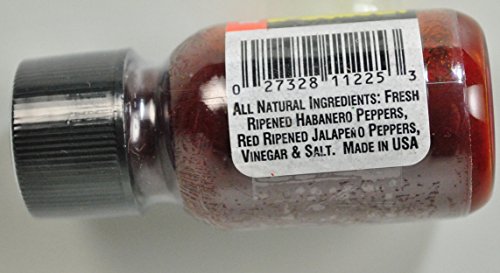 0 27328 11225 3
ALL NATURAL INGREDIENTS: FRESH
RIPENED HABANERO PEPPERS,
RED RIPENED JALAPEÑO PEPPERS,
VINEGAR & SALT. MADE IN USA